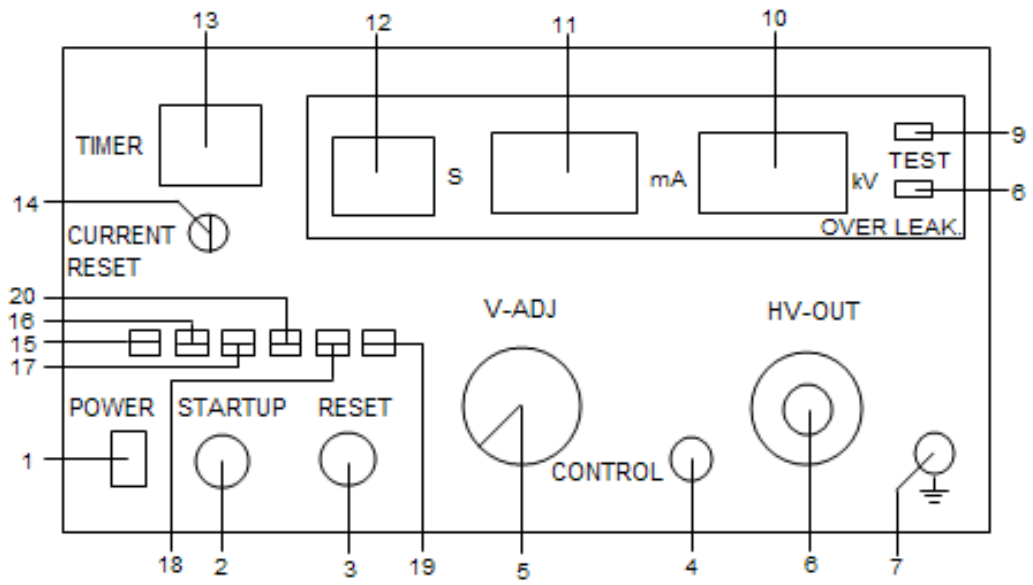 13
12
11
10
TIMER
S
mA
kV
TEST
9
6
OVER LEAK.
14
CURRENT
RESET
20
16
15
17
V-ADJ
HV-OUT
POWER
STARTUP
RESET
1
CONTROL
18
2
3
19
5
4
6
7